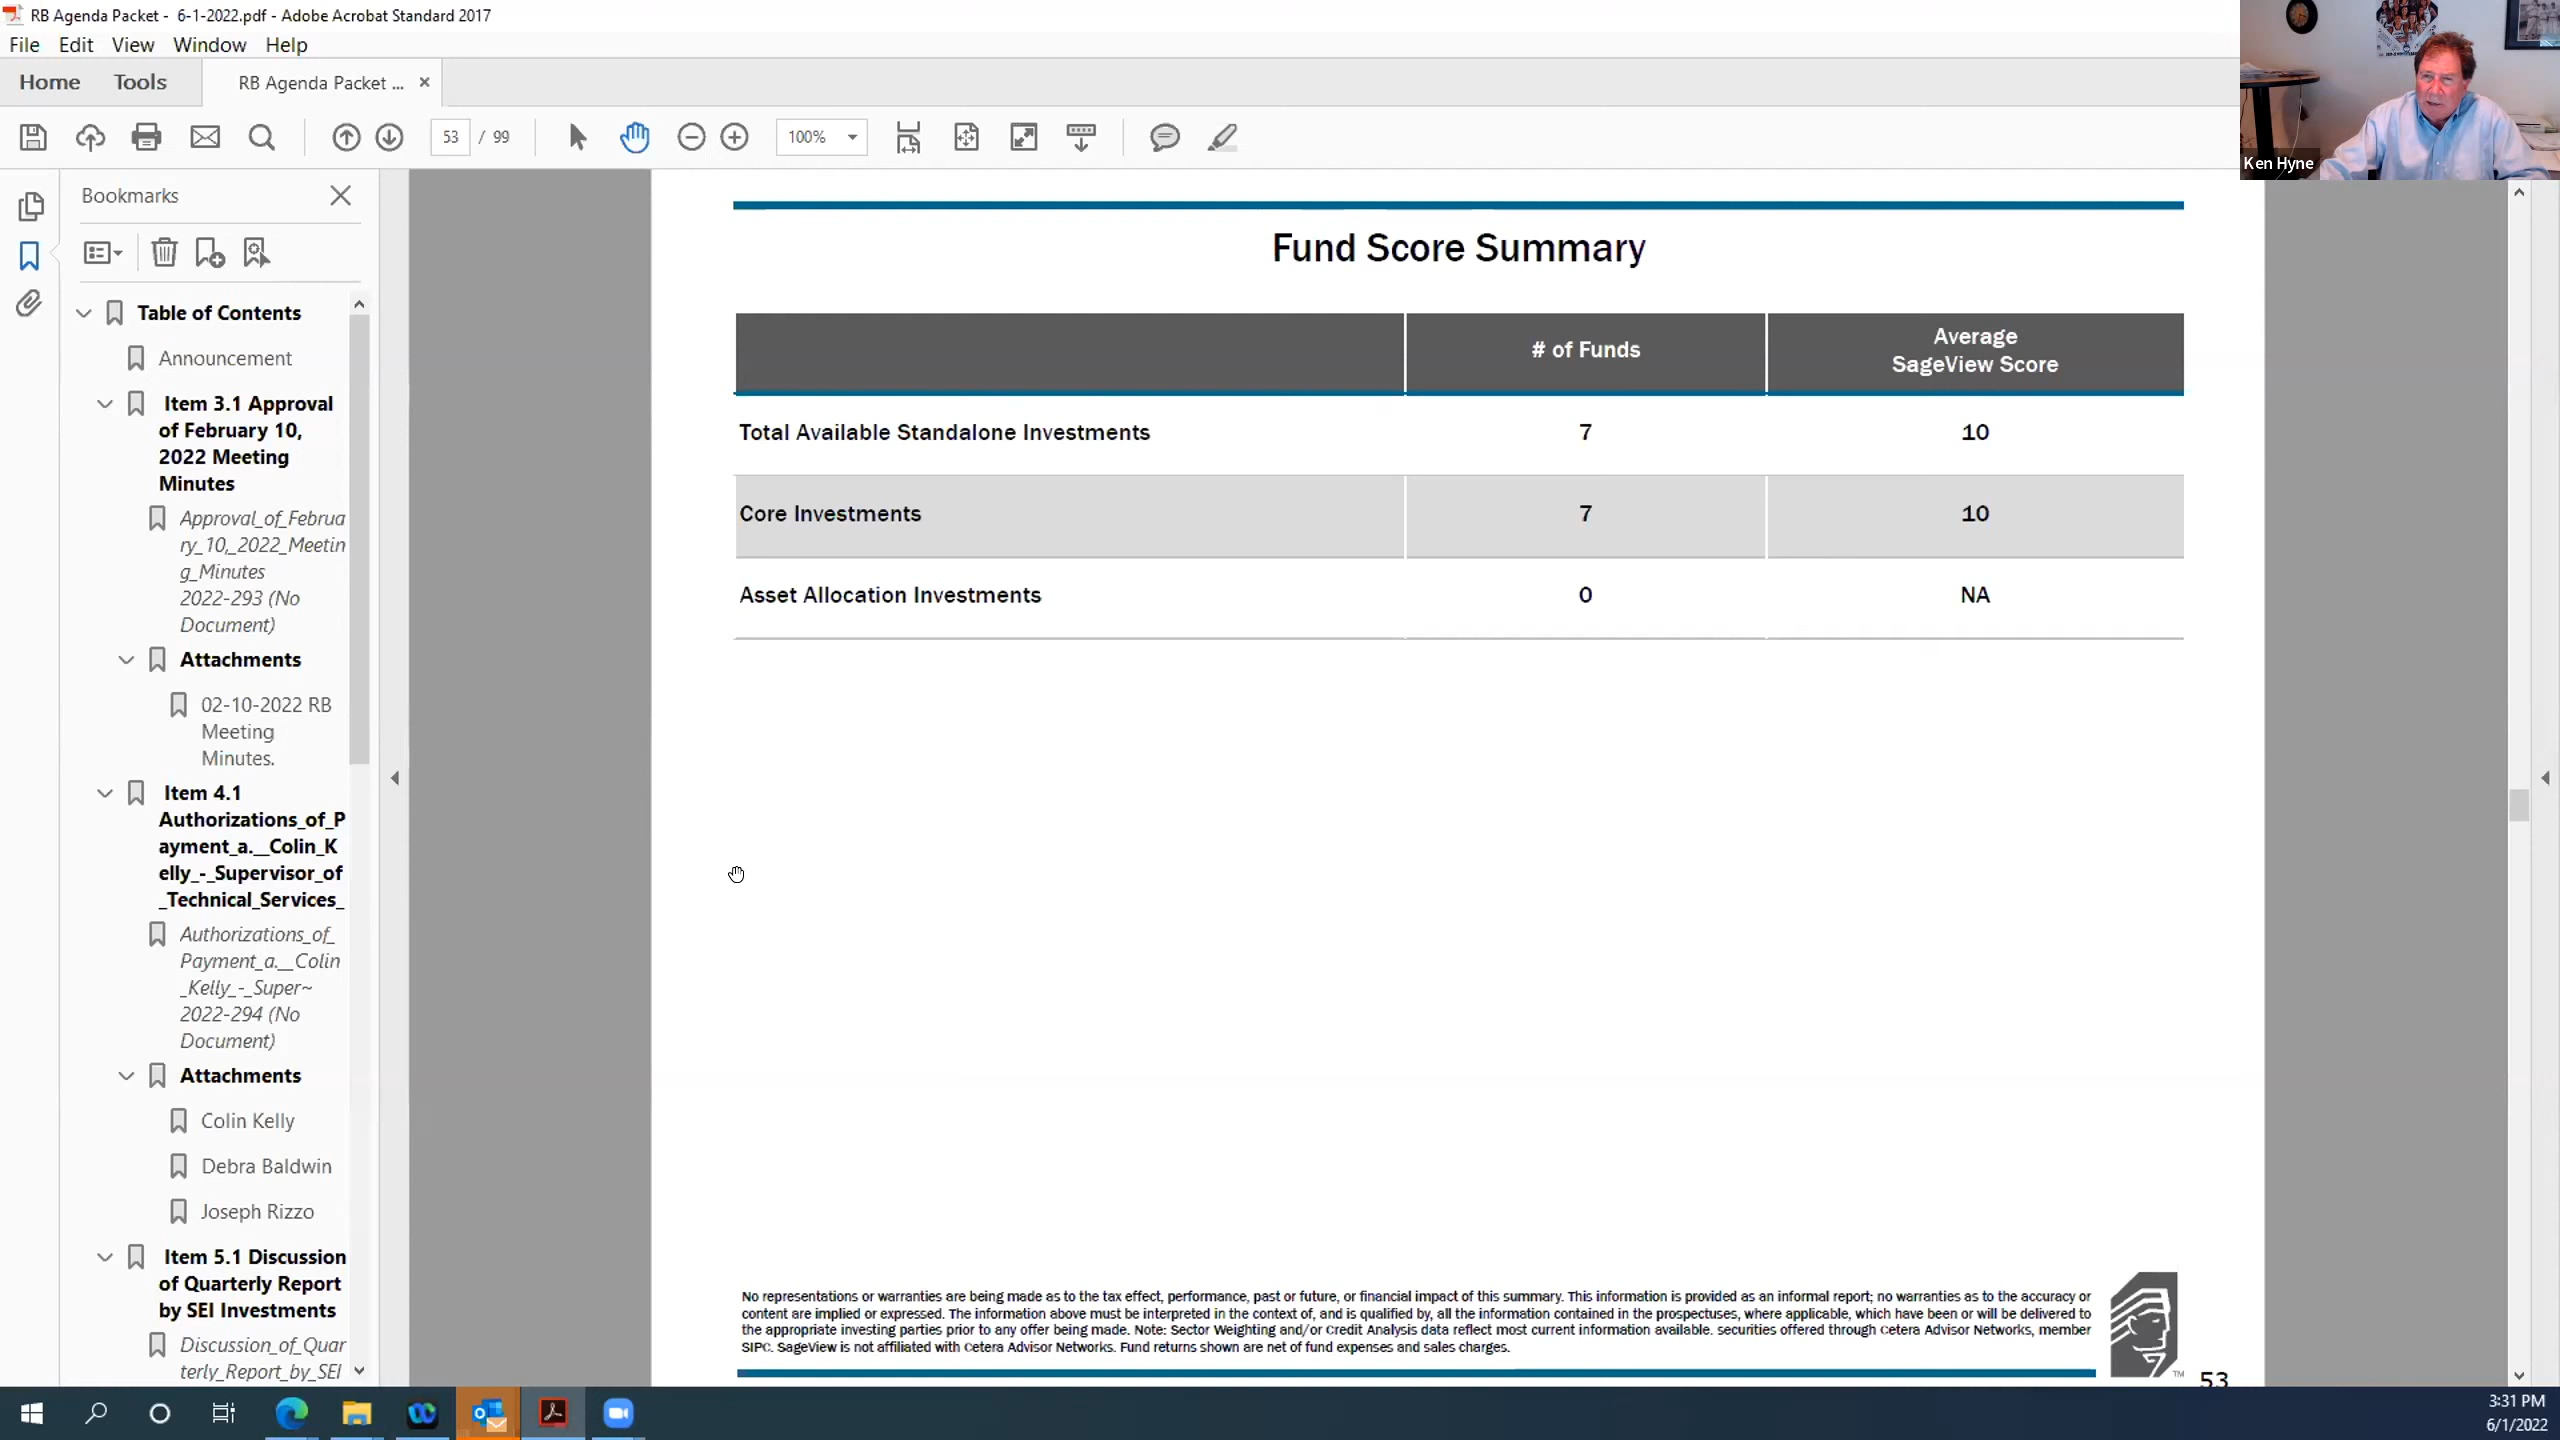 RB Agenda Packet -  6-1-2022.pdf - Adobe Acrobat Standard 2017
File Edit View Window Help
Home Tools RB Agenda Packet ... ×
53 / 99 100%
Ken Hyne
Bookmarks
Table of Contents
Announcement
Item 3.1 Approval
of February 10,
2022 Meeting
Minutes
Approval_of_Februa
ry_10,_2022_Meetin
g_Minutes
2022-293 (No
Document)
Attachments
02-10-2022 RB
Meeting
Minutes.
Item 4.1
Authorizations_of_P
ayment_a.__Colin_K
elly_-_Supervisor_of
_Technical_Services_
Authorizations_of_
Payment_a.__Colin
_Kelly_-_Super~
2022-294 (No
Document)
Attachments
Colin Kelly
Debra Baldwin
Joseph Rizzo
Item 5.1 Discussion
of Quarterly Report
by SEI Investments
Discussion_of_Quar
terly_Report_by_SEI
Fund Score Summary
# of Funds
Average
SageView Score
Total Available Standalone Investments 7 10
Core Investments 7 10
Asset Allocation Investments 0 NA
No representations or warranties are being made as to the tax effect, performance, past or future, or financial impact of this summary. This information is provided as an informal report; no warranties as to the accuracy or
content are implied or expressed. The information above must be interpreted in the context of, and is qualified by, all the information contained in the prospectuses, where applicable, which have been or will be delivered to
the appropriate investing parties prior to any offer being made. Note: Sector Weighting and/or Credit Analysis data reflect most current information available. securities offered through Cetera Advisor Networks, member
SIPC. SageView is not affiliated with Cetera Advisor Networks. Fund returns shown are net of fund expenses and sales charges.
TM
53
3:31 PM
6/1/2022